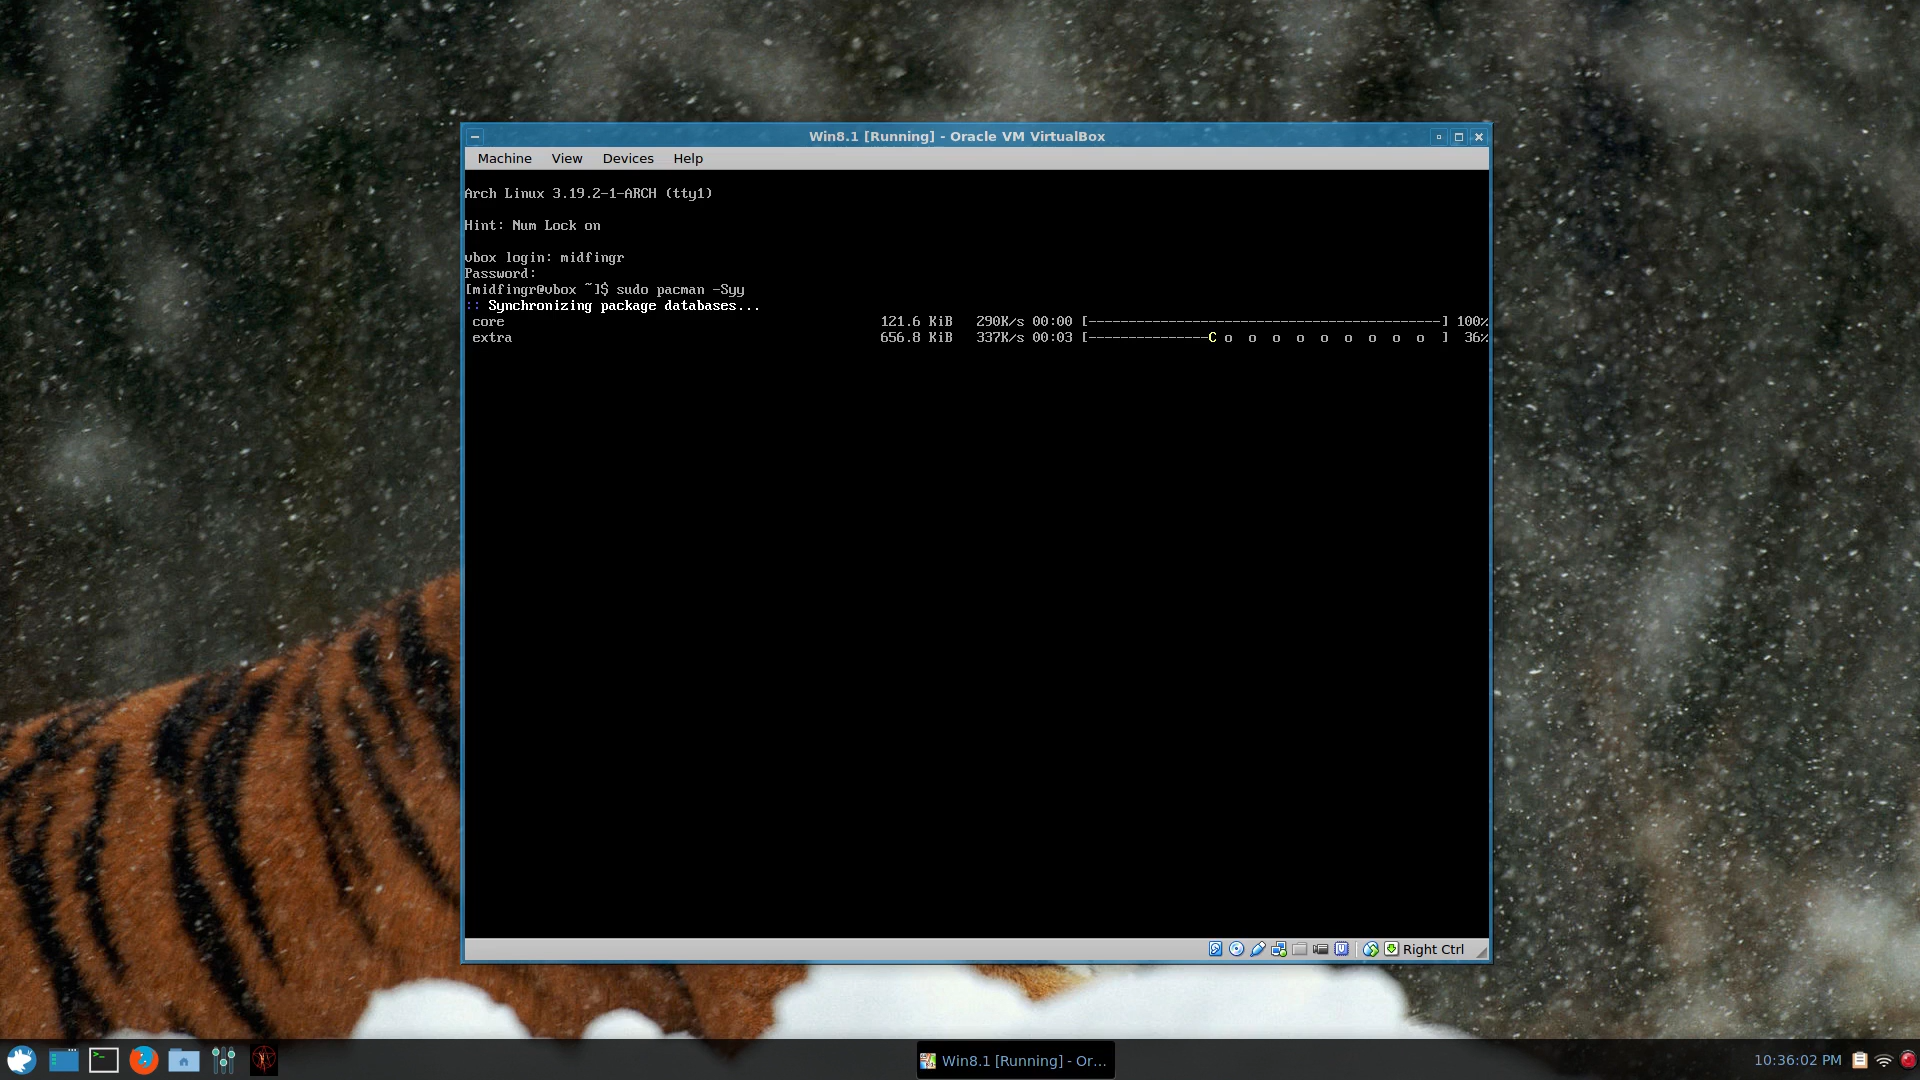 Win8.1 [Running] - Oracle VM VirtualBox
Machine View Devices Help
Arch Linux 3.19.2-1-ARCH (tty1)
Hint: Num Lock on
vbox login: midfingr
Password:
[midfingr@vbox ~]$ sudo pacman -Syy
:: Synchronizing package databases...
core 121.6 KiB 290K/s 00:00 [--------------------------------------------] 100%
extra 656.8 KiB 337K/s 00:03 [---------------C o  o  o  o  o  o  o  o  o  ] 36%
Right Ctrl
Win8.1 [Running] - Or...
10:36:02 PM